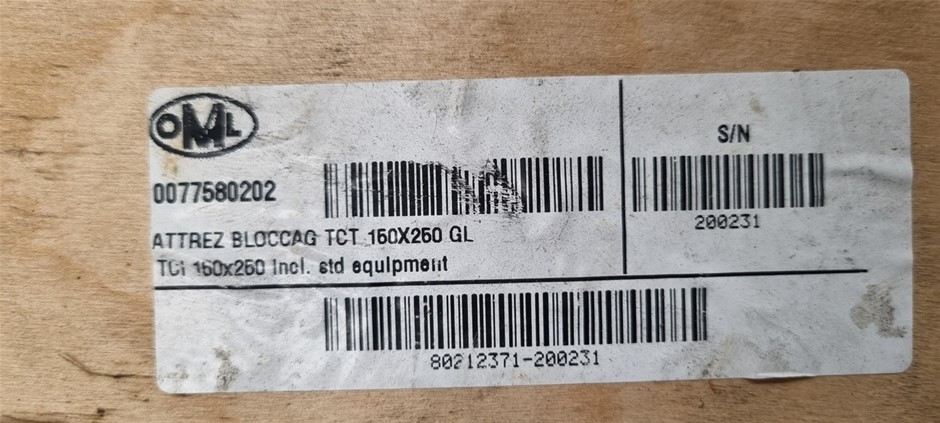 OML
S/N
0077580202
200231
ATTREZ BLOCCAG TCT 150X250 GL
TCT 150x250 Incl. std equipment
80212371-200231